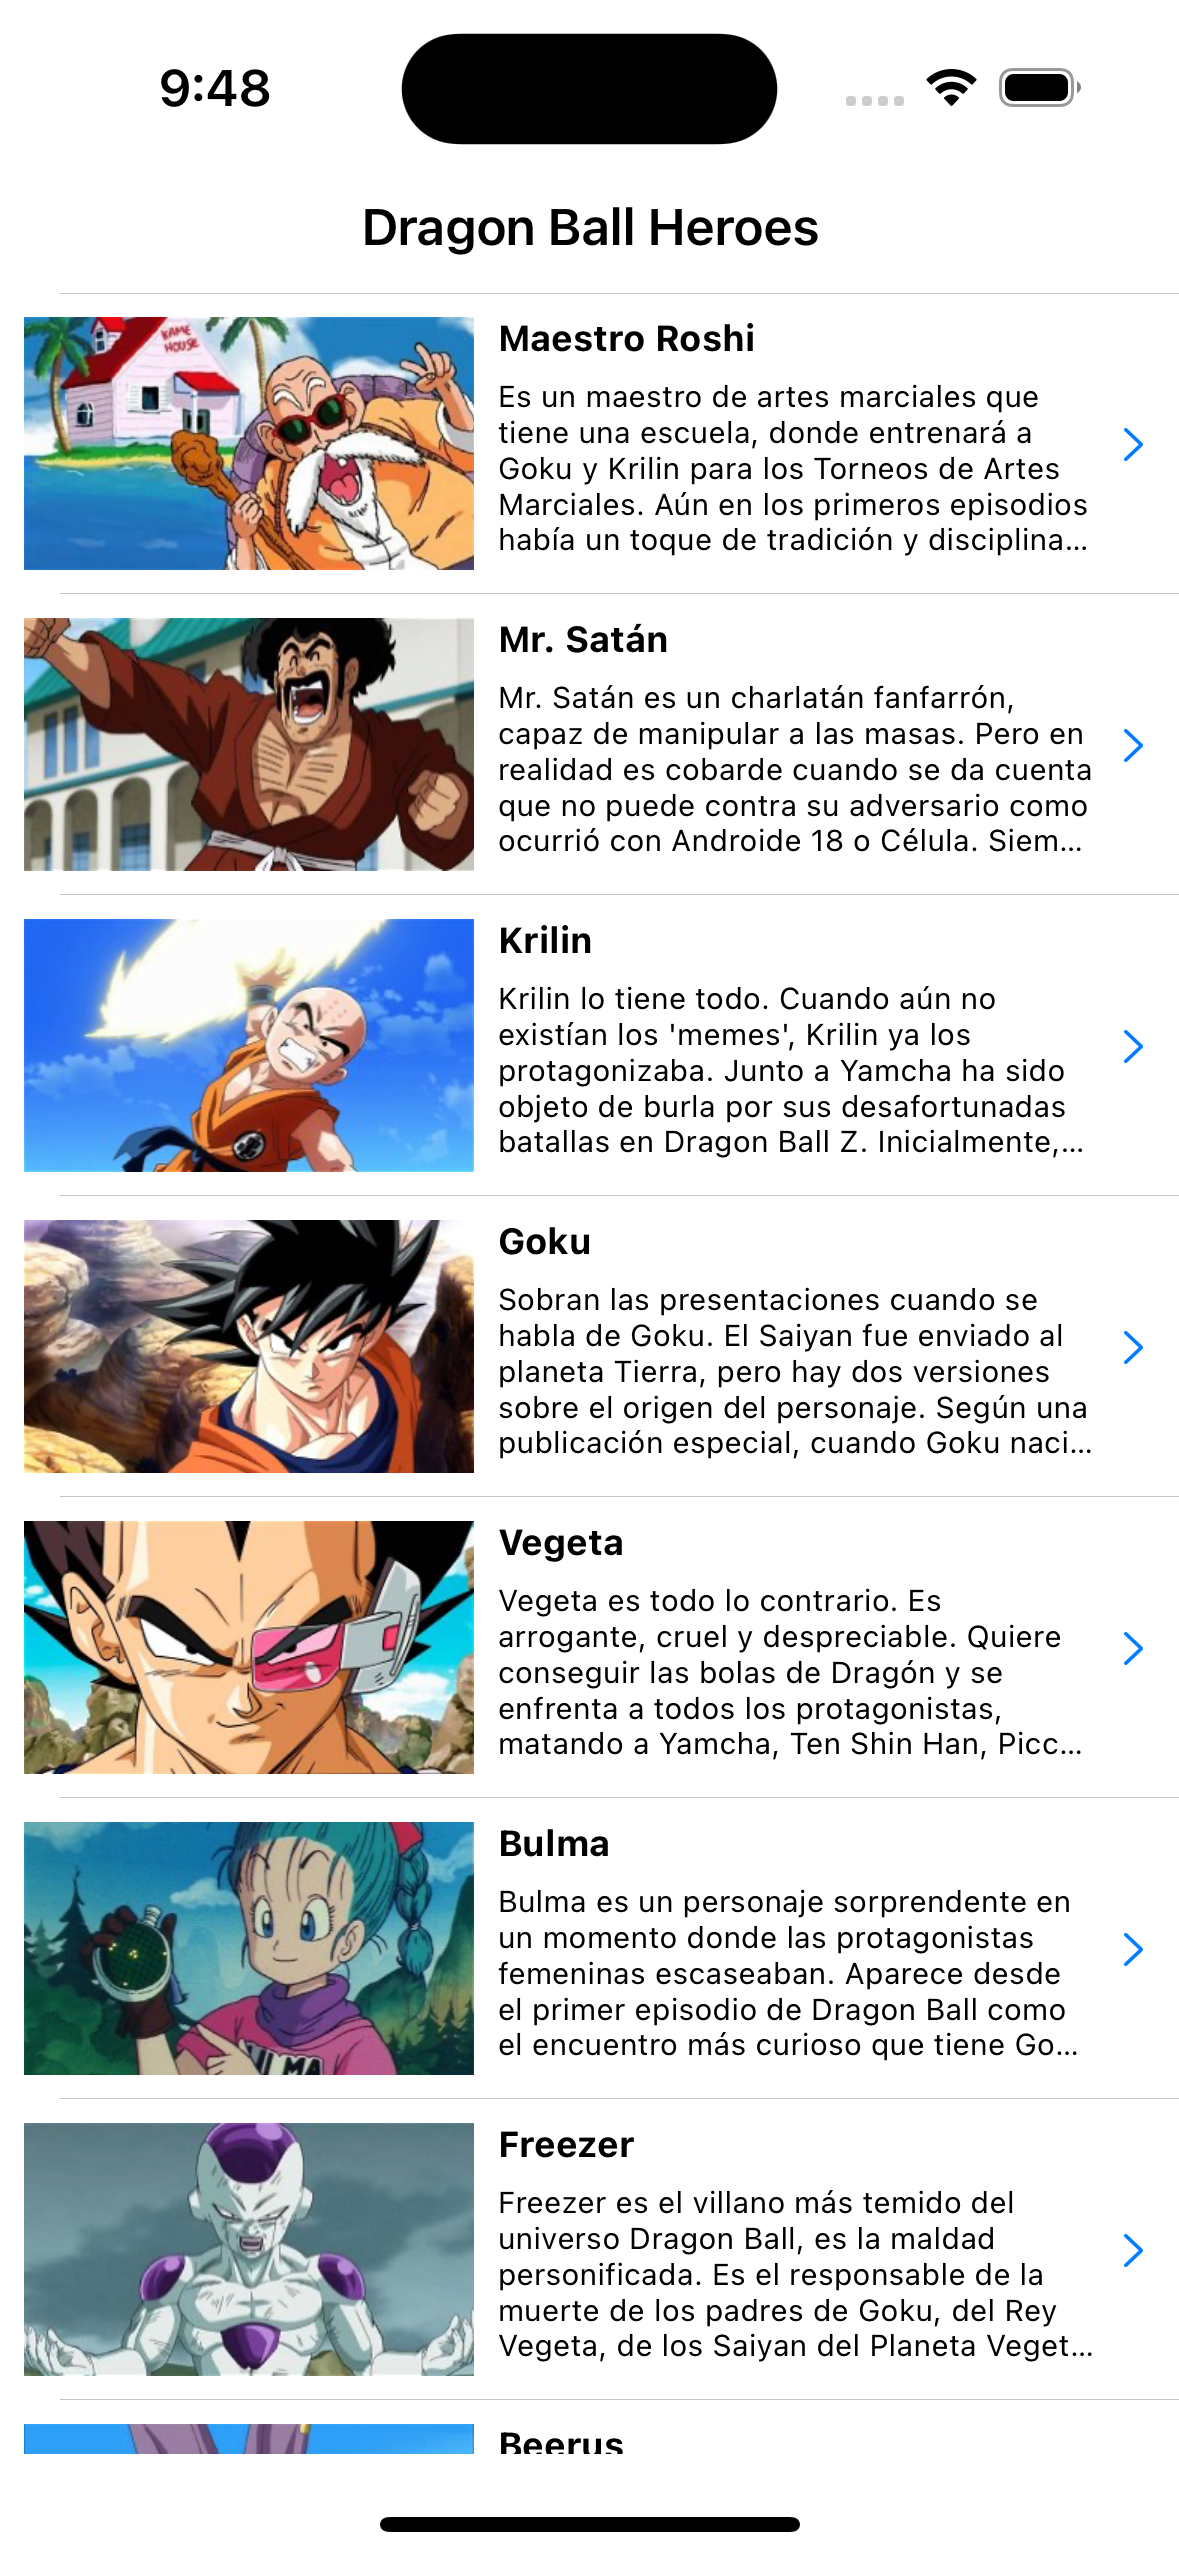 9:48
Dragon Ball Heroes
KAME
HOUSE
Maestro Roshi
Es un maestro de artes marciales que
tiene una escuela, donde entrenará a
Goku y Krilin para los Torneos de Artes
Marciales. Aún en los primeros episodios
había un toque de tradición y disciplina...
Mr. Satán
Mr. Satán es un charlatán fanfarrón,
capaz de manipular a las masas. Pero en
realidad es cobarde cuando se da cuenta
que no puede contra su adversario como
ocurrió con Androide 18 o Célula. Siem...
Krilin
Krilin lo tiene todo. Cuando aún no
existían los 'memes', Krilin ya los
protagonizaba. Junto a Yamcha ha sido
objeto de burla por sus desafortunadas
batallas en Dragon Ball Z. Inicialmente,...
Goku
Sobran las presentaciones cuando se
habla de Goku. El Saiyan fue enviado al
planeta Tierra, pero hay dos versiones
sobre el origen del personaje. Según una
publicación especial, cuando Goku naci...
Vegeta
Vegeta es todo lo contrario. Es
arrogante, cruel y despreciable. Quiere
conseguir las bolas de Dragón y se
enfrenta a todos los protagonistas,
matando a Yamcha, Ten Shin Han, Picc...
Bulma
Bulma es un personaje sorprendente en
un momento donde las protagonistas
femeninas escaseaban. Aparece desde
el primer episodio de Dragon Ball como
el encuentro más curioso que tiene Go...
Freezer
Freezer es el villano más temido del
universo Dragon Ball, es la maldad
personificada. Es el responsable de la
muerte de los padres de Goku, del Rey
Vegeta, de los Saiyan del Planeta Veget...
Beerus